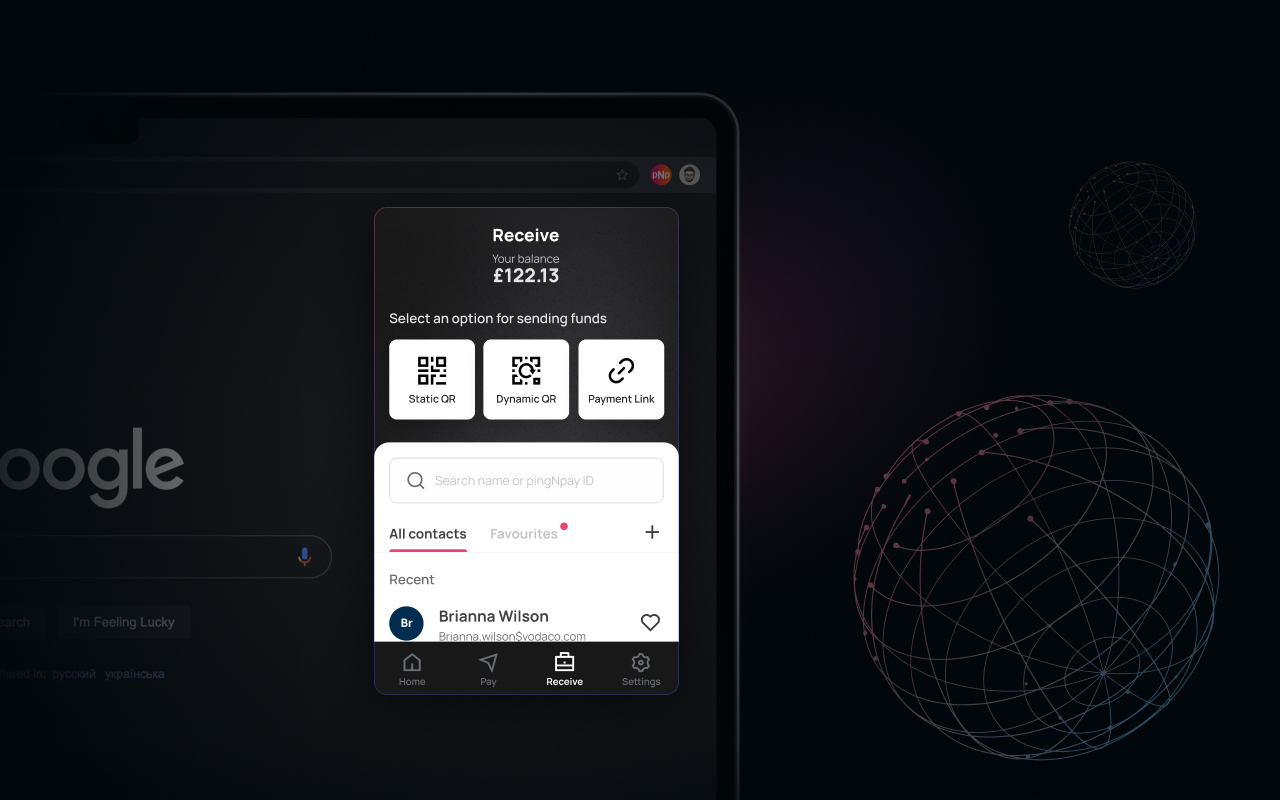 pNp
Receive
Your balance
£122.13
Select an option for sending funds
Static QR
Dynamic QR
Payment Link
oogle
Search name or pingNpay ID
All contacts
Favourites
I'm Feeling Lucky
Recent
Br
Brianna Wilson
Brianna.wilson$vodaco.com
in: русский українська
Home
Pay
Receive
Settings